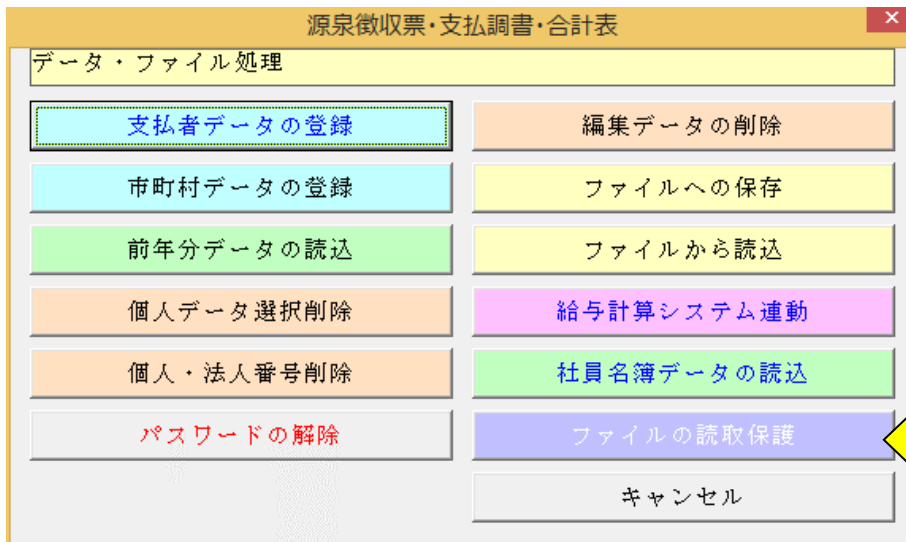 源泉徴収票・支払調書・合計表
データ・ファイル処理
支払者データの登録
編集データの削除
市町村データの登録
ファイルへの保存
前年分データの読込
ファイルから読込
個人データ選択削除
給与計算システム連動
個人・法人番号削除
社員名簿データの読込
パスワードの解除
ファイルの読取保護
キャンセル